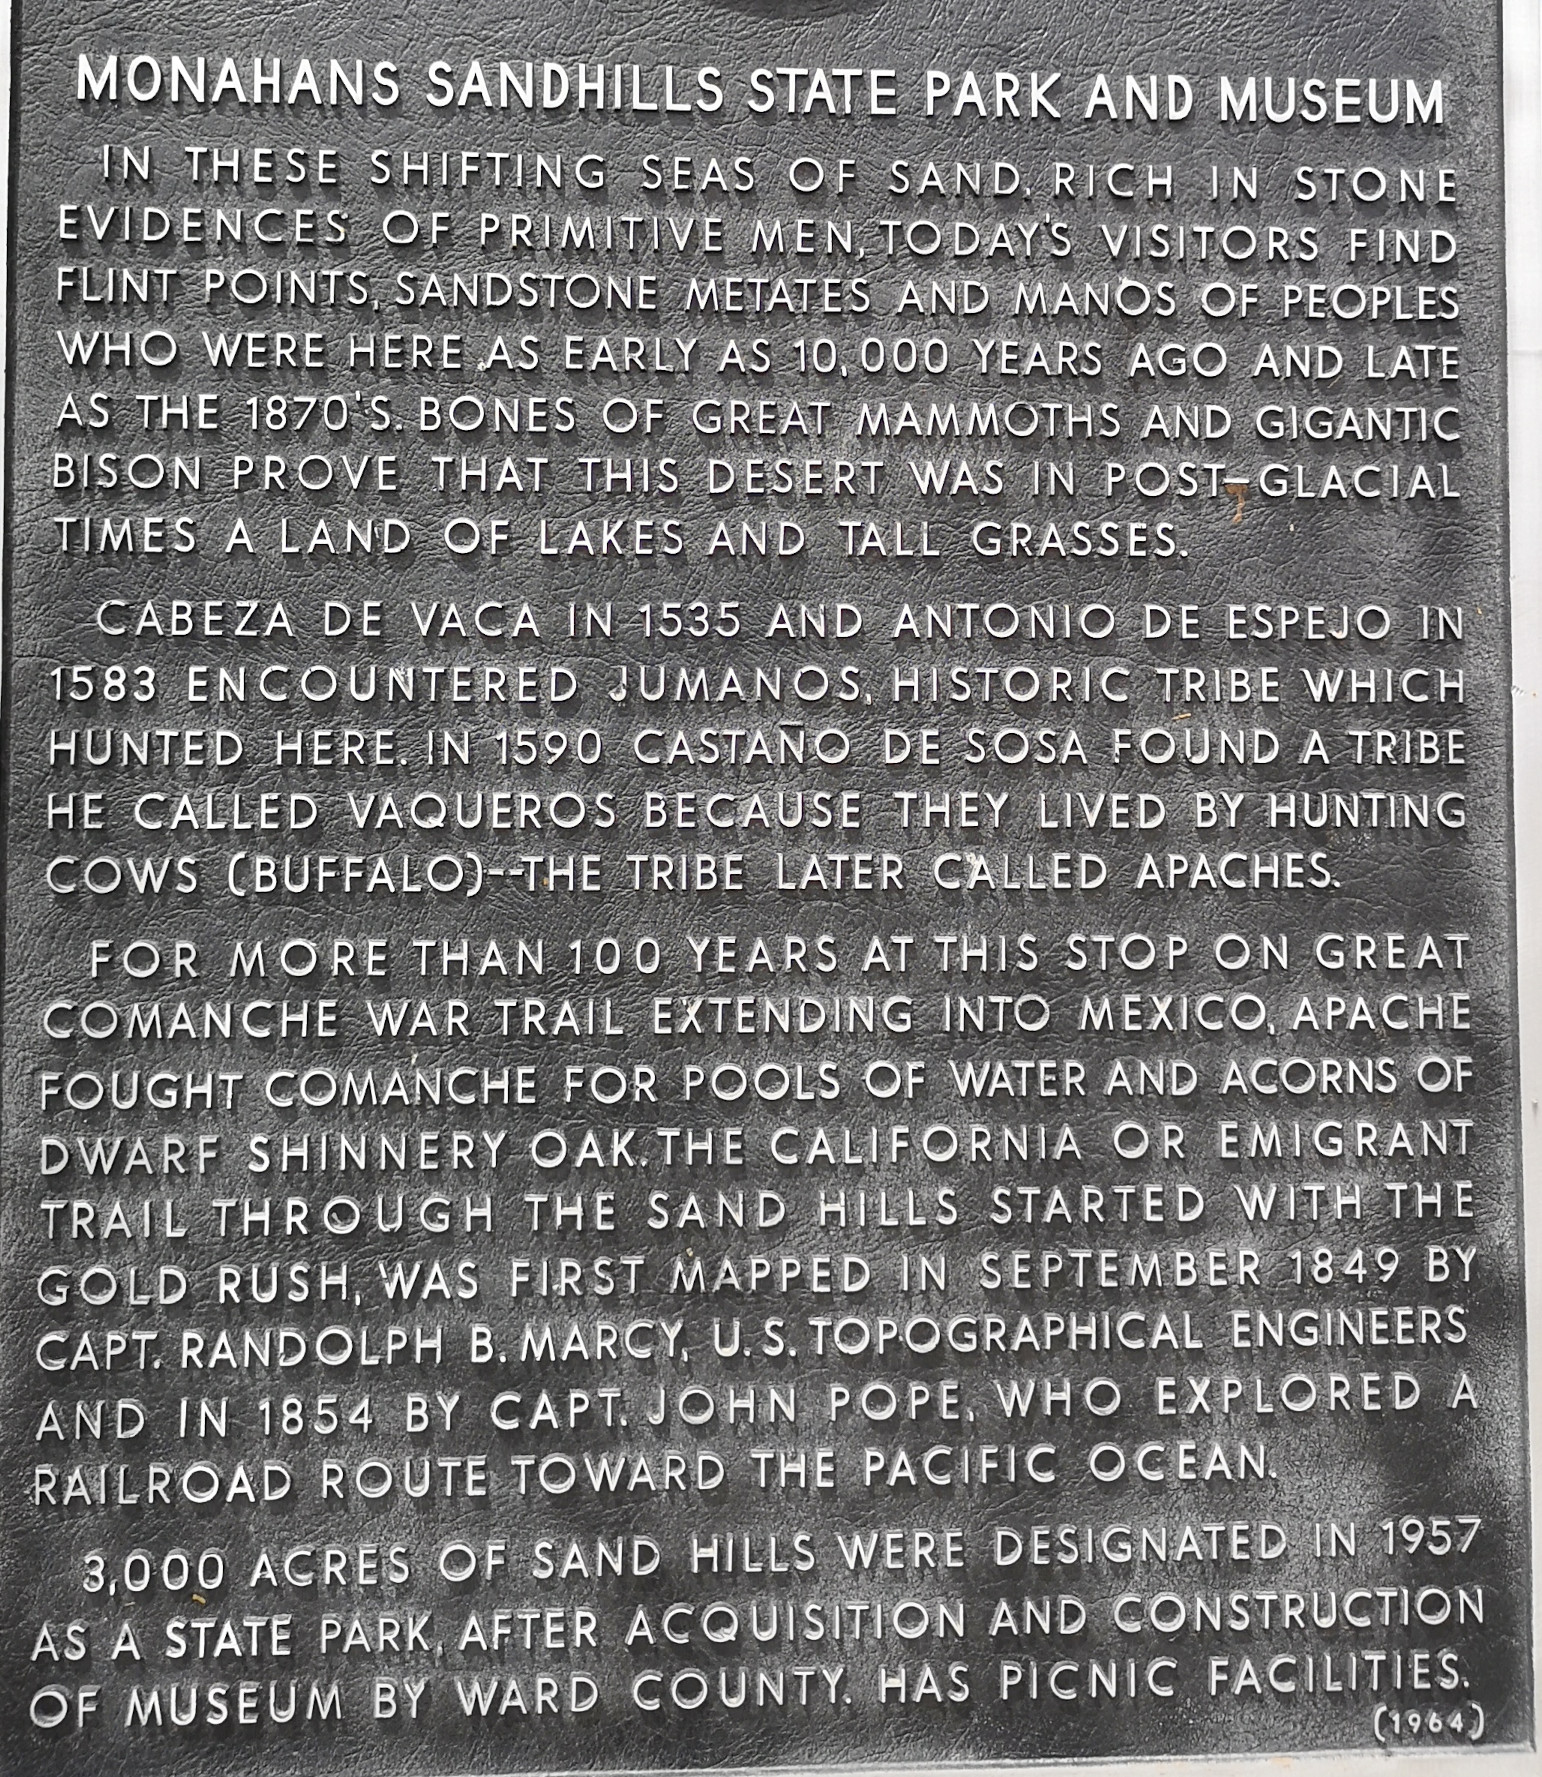 MONAHANS SANDHILLS STATE PARK AND MUSEUM
IN THESE SHIFTING SEAS OF SAND, RICH IN STONE
EVIDENCES OF PRIMITIVE MEN, TODAY'S VISITORS FIND
FLINT POINTS, SANDSTONE METATES AND MANOS OF PEOPLES
WHO WERE HERE AS EARLY AS 10,000 YEARS AGO AND LATE
AS THE 1870'S. BONES OF GREAT MAMMOTHS AND GIGANTIC
BISON PROVE THAT THIS DESERT WAS IN POST-GLACIAL
TIMES A LAND OF LAKES AND TALL GRASSES.
CABEZA DE VACA IN 1535 AND ANTONIO DE ESPEJO IN
1583 ENCOUNTERED JUMANOS, HISTORIC TRIBE WHICH
HUNTED HERE. IN 1590 CASTAÑO DE SOSA FOUND A TRIBE
HE CALLED VAQUEROS BECAUSE THEY LIVED BY HUNTING
COWS (BUFFALO)--THE TRIBE LATER CALLED APACHES.
FOR MORE THAN 100 YEARS AT THIS STOP ON GREAT
COMANCHE WAR TRAIL EXTENDING INTO MEXICO, APACHE
FOUGHT COMANCHE FOR POOLS OF WATER AND ACORNS OF
DWARF SHINNERY OAK. THE CALIFORNIA OR EMIGRANT
TRAIL THROUGH THE SAND HILLS STARTED WITH THE
GOLD RUSH, WAS FIRST MAPPED IN SEPTEMBER 1849 BY
CAPT. RANDOLPH B. MARCY, U.S. TOPOGRAPHICAL ENGINEERS
AND IN 1854 BY CAPT. JOHN POPE, WHO EXPLORED A
RAILROAD ROUTE TOWARD THE PACIFIC OCEAN.
3,000 ACRES OF SAND HILLS WERE DESIGNATED IN 1957
AS A STATE PARK, AFTER ACQUISITION AND CONSTRUCTION
OF MUSEUM BY WARD COUNTY. HAS PICNIC FACILITIES.
(1964)